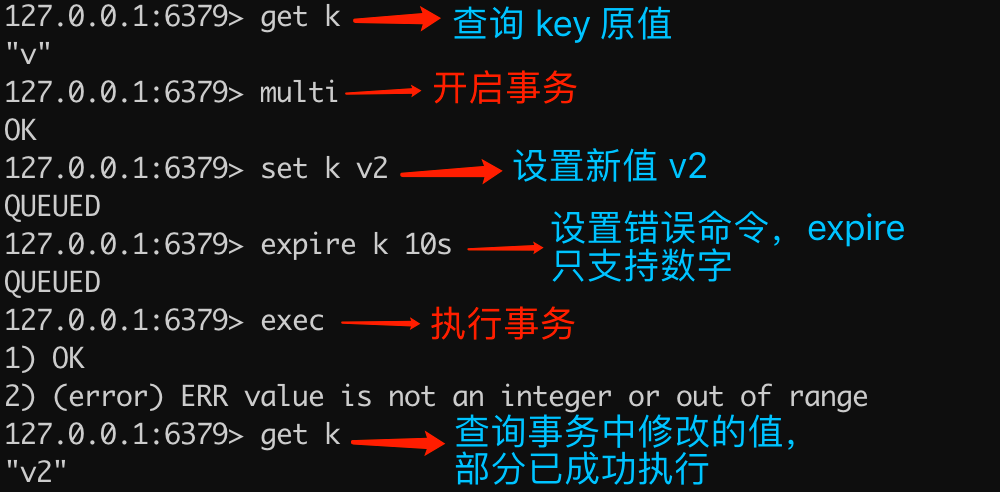 127.0.0.1:6379> get k 查询 key 原值
"v"
127.0.0.1:6379> multi 开启事务
OK
127.0.0.1:6379> set k v2 设置新值 v2
QUEUED
127.0.0.1:6379> expire k 10s 设置错误命令，expire
只支持数字
QUEUED
127.0.0.1:6379> exec 执行事务
1) OK
2) (error) ERR value is not an integer or out of range
127.0.0.1:6379> get k 查询事务中修改的值，
部分已成功执行
"v2"